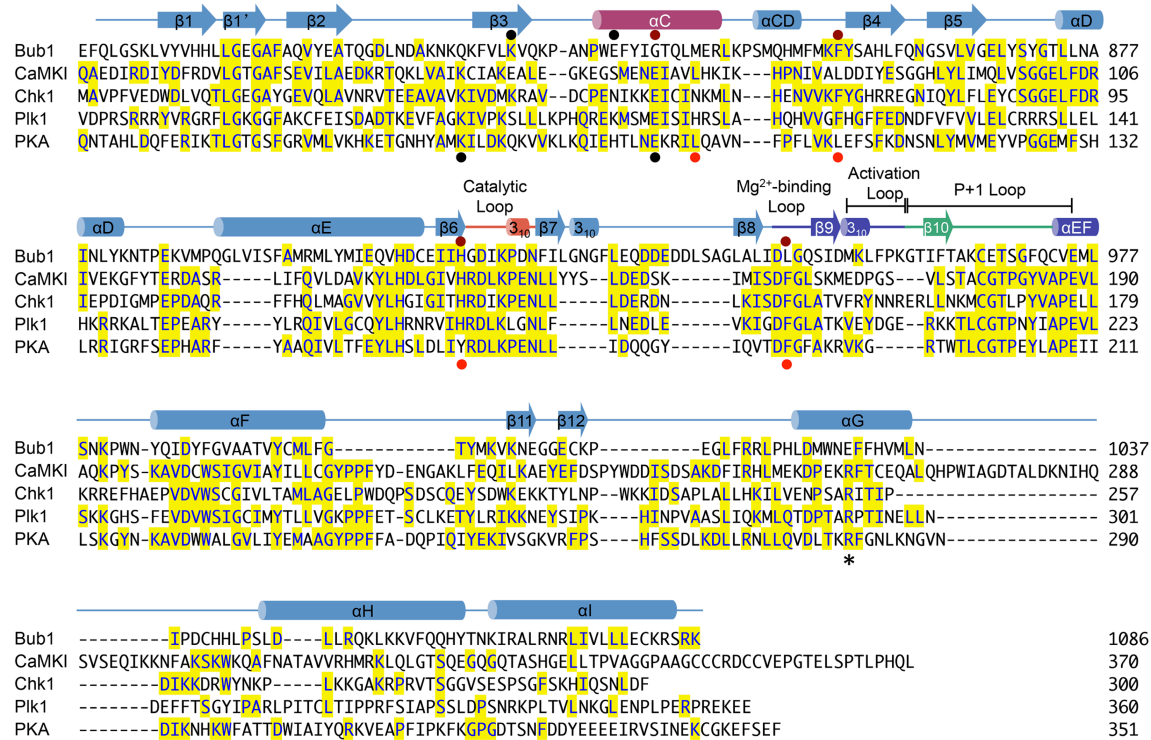 β1 β1’ β2 β3 αC αCD β4 β5 αD
Bub1 EFQLGSKLVYVHHLLGEGAFAQVYEATQGDLNDAKNKQKFVLKVQKP-ANPWEFYIGTQLMERLKPSMQHMFMKFYSAHLFQNGSVLVGELYSYGTLLNA 877
CaMKI QAEDIRDIYDFRDVLGTGAFSEVILAEDKRTQKLVAIKCIAKEALE--GKEGSMENEIAVLHKIK---HPNIVALDDIYESGGHLYLIMQLVSGGELFDR 106
Chk1 MAVPFVEDWDLVQTLGEGAYGEVQLAVNRVTEEAVAVKIVDMKRAV--DCPENIKKEICINKMLN---HENVVKFYGHRREGNIQYLFLEYCSGGELFDR 95
Plk1 VDPRSRRRYVRGRFLGKGGFAKCFEISDADTKEVFAGKIVPKSLLLKPHQREKMSMEISIHRSLA---HQHVVGFHGFFEDNDFVFVVLELCRRRSLLEL 141
PKA QNTAHLDQFERIKTLGTGSFGRVMLVKHKETGNHYAMKILDKQKVVKLKQIEHTLNEKRILQAVN---FPFLVKLEFSFKDNSNLYMVMEYVPGGEMFSH 132
Catalytic Loop Mg2+-binding Loop Activation Loop P+1 Loop
αD αE β6 310 β7 310 β8 β9 310 β10 αEF
Bub1 INLYKNTPEKVMPQGLVISFAMRMLYMIEQVHDCEIIHGDIKPDNFILGNGFLEQDDEDDLSAGLALIDLGQSIDMKLFPKGTIFTAKCETSGFQCVEML 977
CaMKI IVEKGFYTERDASR-----LIFQVLDAVKYLHDLGIVHRDLKPENLLYYS--LDEDSK----IMISDFGLSKMEDPGS---VLSTACGTPGYVAPEVL 190
Chk1 IEPDIGMPEPDAQR-----FFHQLMAGVVYLHGIGITHRDIKPENLL-----LDERDN----LKISDFGLATVFRYNNRERLLNKMCGTLPYVAPELL 179
Plk1 HKRRKALTEPEARY-----YLRQIVLGCQYLHRNRVIHRDLKLGNLF-----LNEDLE-----VKIGDFGLATKVEYDGE--RKKTLCGTPNYIAPEVL 223
PKA LRRIGRFSEPHARF-----YAAQIVLTFEYLHSLDLIYRDLKPENLL-----IDQQGY-----IQVTDFGFAKRVKG-----RTWTLCGTPEYLAPEII 211
αF β11 β12 αG
Bub1 SNKPWN-YQIDYFGVAATVYCMLFG------------TYMKVKNEGGECKP----------EGLFRRLPHLDMWNEFFHVMLN----------------- 1037
CaMKI AQKPYS-KAVDCWSIGVIAYILLCGYPPFYD-ENGAKLFEQILKAEYEFDSPYWDDISDSAKDFIRHLMEKDPEKRFTCEQALQHPWIAGDTALDKNIHQ 288
Chk1 KRREFHAEPVDVWSCGIVLTAMLAGELPWDQPSDSCQEYSDWKEKKTYLNP--WKKIDSAPLALLHKILVENPSARITIP-------------------- 257
Plk1 SKKGHS-FEVDVWSIGCIMYTLLVGKPPFET-SCLKETYLRIKKNEYSIPK----HINPVAASLIQKMLQTDPTARPTINELLN---------------- 301
PKA LSKGYN-KAVDWWALGVLIYEMAAGYPPFFA-DQPIQIYEKIVSGKVRFPS----HFSSDLKDLLRNLLQVDLTKRFGNLKNGVN--------------- 290
*
αH αI
Bub1 ---------IPDCHHLPSLD----LLRQKLKKVFQQHYTNKIRALRNRLIVLLLECKRSRK 1086
CaMKI SVSEQIKKNFAKSKWKQAFNATAVVRHMRKLQLGTSQEGQGQTASHGELLTPVAGGPAAGCCCRDCCVEPGTELSPTLPHQL 370
Chk1 --------DIKKDRWYNKP-----LKKGAKRPRVTSGGVSESPSGFSKHIQSNLDF 300
Plk1 -------DEFFTSGYIPARLPITCLTIPPRFSIAPSSLDPSNRKPLTVLNKGLENPLPERPREKEE 360
PKA --------DIKNHKWFATTDWIAIYQRKVEAPFIPKFKGPGDTSNFDDYEEEEIRVSINEKCGKEFSEF 351